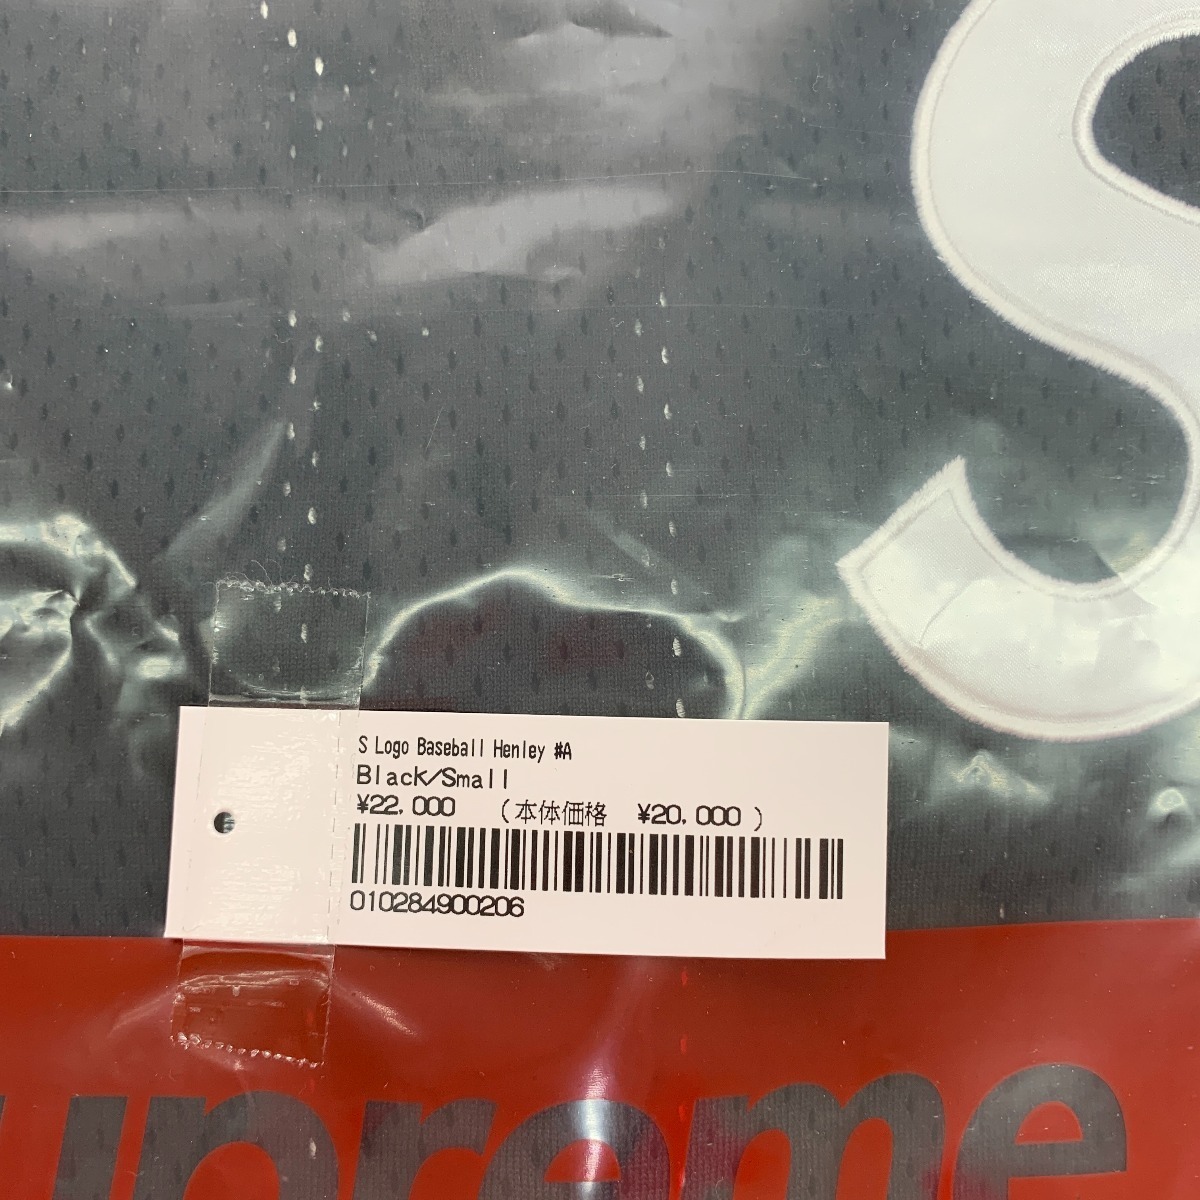 S
S Logo Baseball Henley #A
Black/Small
¥22,000 (本体価格 ¥20,000 )
010284900206
upreme